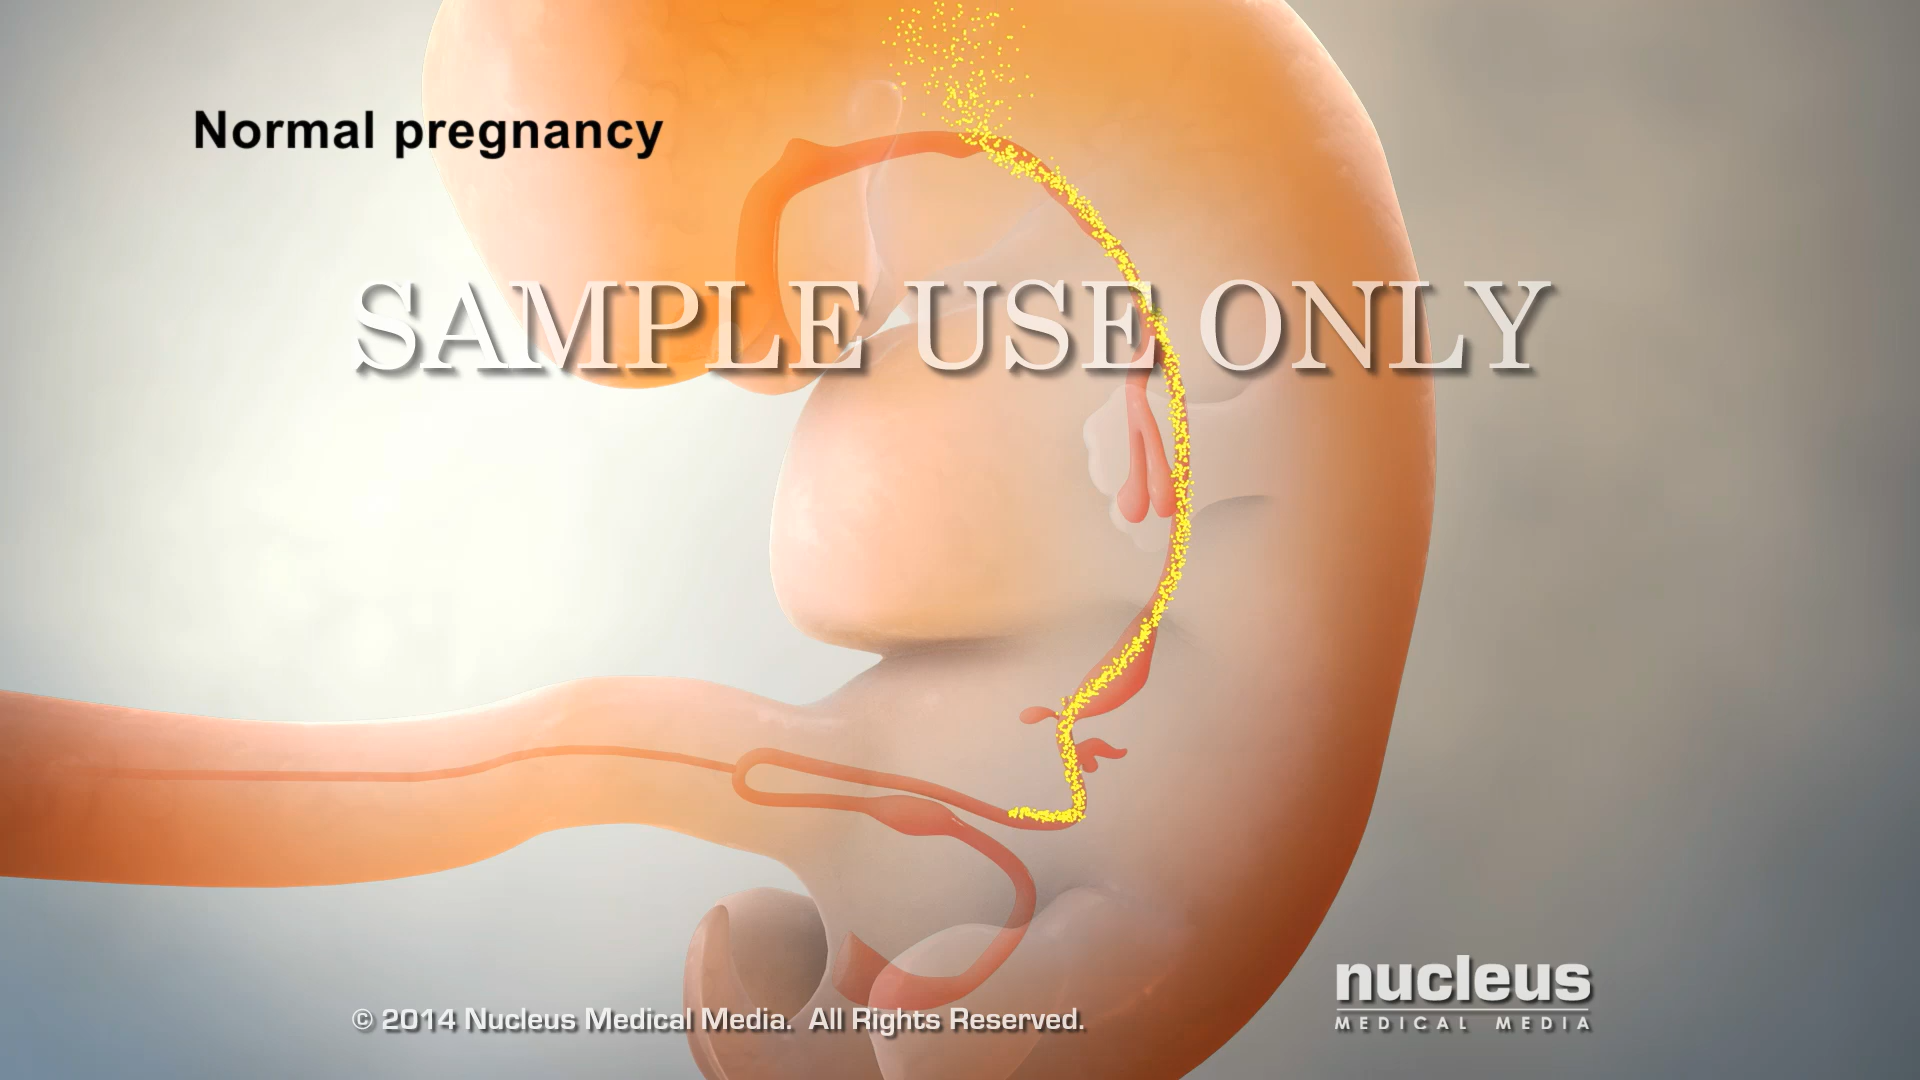 Normal pregnancy
SAMPLE USE ONLY
© 2014 Nucleus Medical Media. All Rights Reserved.
nucleus
MEDICAL MEDIA